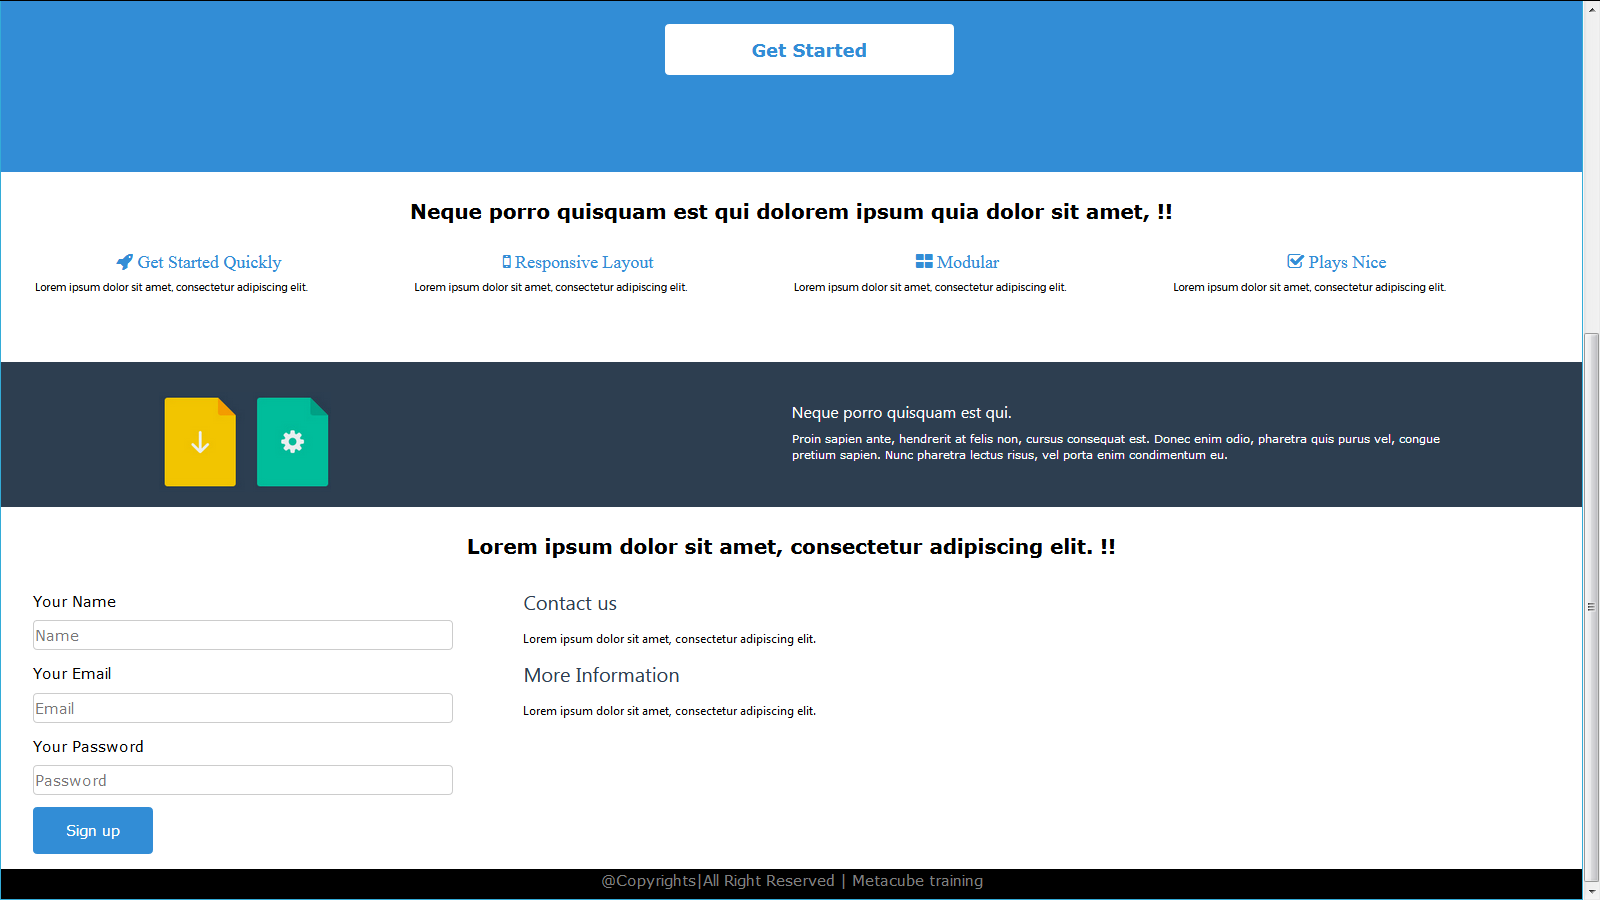 Get Started
Neque porro quisquam est qui dolorem ipsum quia dolor sit amet, !!
Get Started Quickly
Lorem ipsum dolor sit amet, consectetur adipiscing elit.
Responsive Layout
Lorem ipsum dolor sit amet, consectetur adipiscing elit.
Modular
Lorem ipsum dolor sit amet, consectetur adipiscing elit.
Plays Nice
Lorem ipsum dolor sit amet, consectetur adipiscing elit.
Neque porro quisquam est qui.
Proin sapien ante, hendrerit at felis non, cursus consequat est. Donec enim odio, pharetra quis purus vel, congue
pretium sapien. Nunc pharetra lectus risus, vel porta enim condimentum eu.
Lorem ipsum dolor sit amet, consectetur adipiscing elit. !!
Your Name
Name
Your Email
Email
Your Password
Password
Sign up
Contact us
Lorem ipsum dolor sit amet, consectetur adipiscing elit.
More Information
Lorem ipsum dolor sit amet, consectetur adipiscing elit.
@Copyrights|All Right Reserved | Metacube training